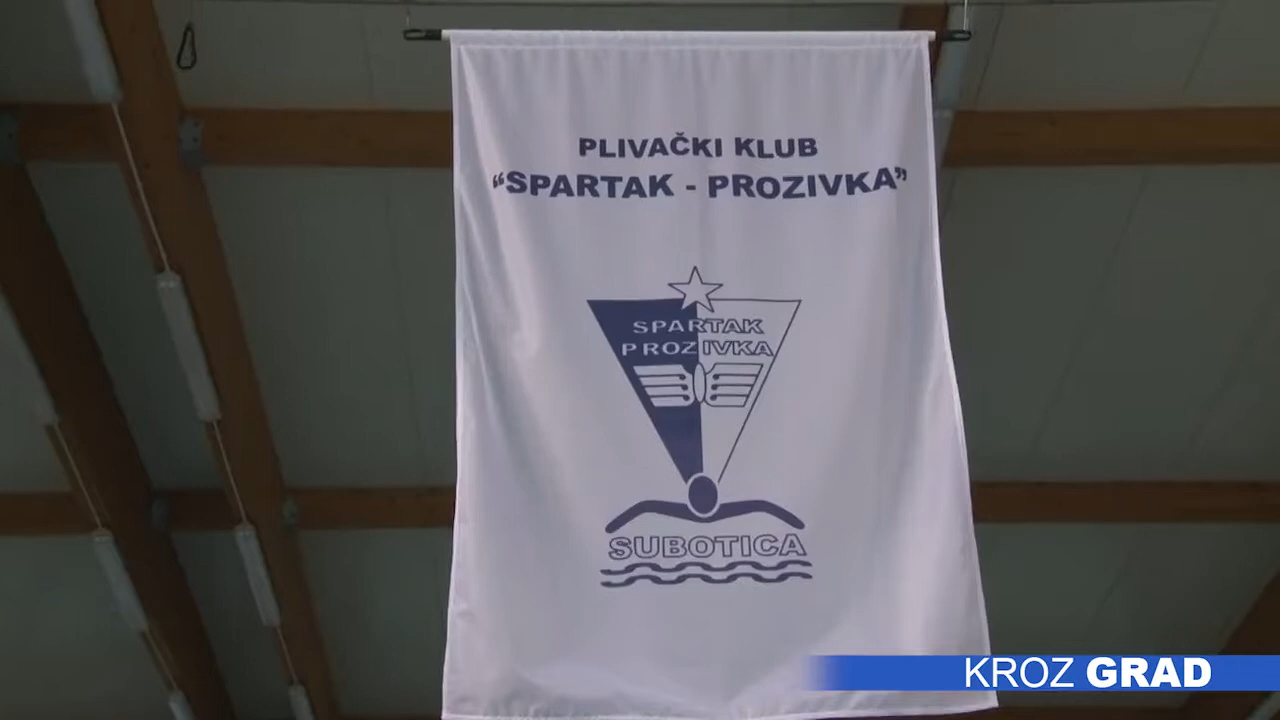 PLIVAČKI KLUB
“SPARTAK - PROZIVKA”
SPARTAK
PROZIVKA
SUBOTICA
KROZ GRAD